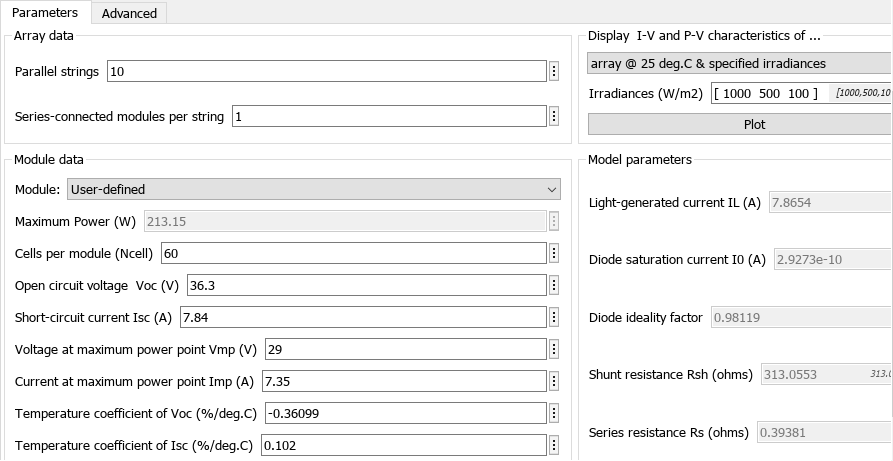 Parameters Advanced
Array data
Parallel strings 10
Series-connected modules per string 1
Display I-V and P-V characteristics of ...
array @ 25 deg.C & specified irradiances
Irradiances (W/m2) [ 1000 500 100 ] [1000,500,10
Plot
Module data
Module: User-defined
Maximum Power (W) 213.15
Cells per module (Ncell) 60
Open circuit voltage Voc (V) 36.3
Short-circuit current Isc (A) 7.84
Voltage at maximum power point Vmp (V) 29
Current at maximum power point Imp (A) 7.35
Temperature coefficient of Voc (%/deg.C) -0.36099
Temperature coefficient of Isc (%/deg.C) 0.102
Model parameters
Light-generated current IL (A) 7.8654
Diode saturation current I0 (A) 2.9273e-10
Diode ideality factor 0.98119
Shunt resistance Rsh (ohms) 313.0553 313.0
Series resistance Rs (ohms) 0.39381